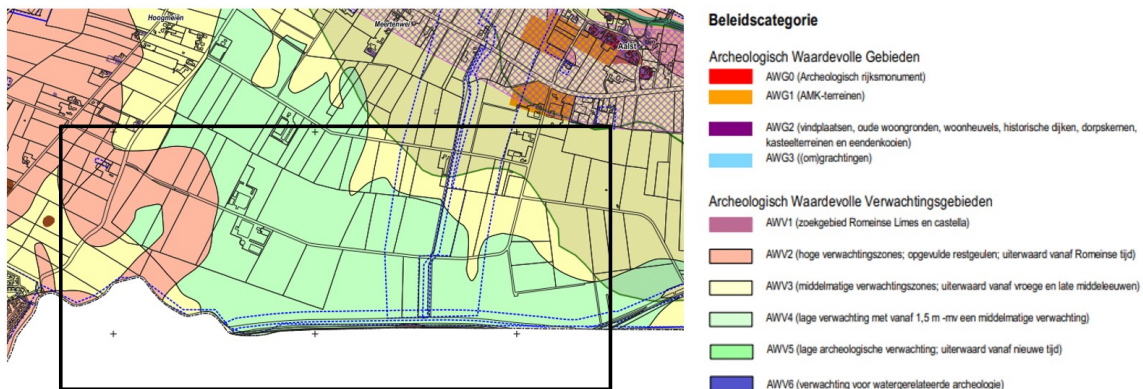 Hoogmeien
Meertenwei
Aalst
Beleidscategorie
Archeologisch Waardevolle Gebieden
AWG0 (Archeologisch rijksmonument)
AWG1 (AMK-terreinen)
AWG2 (vindplaatsen, oude woongronden, woonheuvels, historische dijken, dorpskernen,
kasteelterreinen en eendenkooien)
AWG3 ((om)grachtingen)
Archeologisch Waardevolle Verwachtingsgebieden
AWV1 (zoekgebied Romeinse Limes en castella)
AWV2 (hoge verwachtingszones; opgevulde restgeulen; uiterwaard vanaf Romeinse tijd)
AWV3 (middelmatige verwachtingszones; uiterwaard vanaf vroege en late middeleeuwen)
AWV4 (lage verwachting met vanaf 1,5 m -mv een middelmatige verwachting)
AWV5 (lage archeologische verwachting; uiterwaard vanaf nieuwe tijd)
AWV6 (verwachting voor watergerelateerde archeologie)